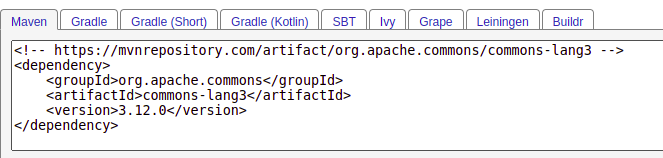 Maven Gradle Gradle (Short) Gradle (Kotlin) SBT Ivy Grape Leiningen Buildr
<!-- https://mvnrepository.com/artifact/org.apache.commons/commons-lang3 -->
<dependency>
    <groupId>org.apache.commons</groupId>
    <artifactId>commons-lang3</artifactId>
    <version>3.12.0</version>
</dependency>